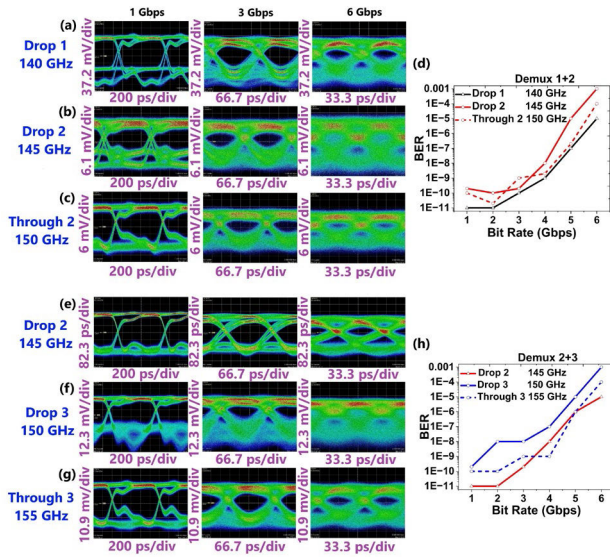 1 Gbps 3 Gbps 6 Gbps
(a)
Drop 1
140 GHz
37.2 mV/div 37.2 mV/div 37.2 mV/div
200 ps/div 66.7 ps/div 33.3 ps/div
(b)
Drop 2
145 GHz
6.1 mV/div 6.1 mV/div 6.1 mV/div
200 ps/div 66.7 ps/div 33.3 ps/div
(c)
Through 2
150 GHz
6 mV/div 6 mV/div 6 mV/div
200 ps/div 66.7 ps/div 33.3 ps/div
(d)
Demux 1+2
Drop 1 140 GHz
Drop 2 145 GHz
Through 2 150 GHz
BER
0.001
1E-4
1E-5
1E-6
1E-7
1E-8
1E-9
1E-10
1E-11
1 2 3 4 5 6
Bit Rate (Gbps)
(e)
Drop 2
145 GHz
82.3 ps/div 82.3 ps/div 82.3 ps/div
200 ps/div 66.7 ps/div 33.3 ps/div
(f)
Drop 3
150 GHz
12.3 mv/div 12.3 mv/div 12.3 mv/div
200 ps/div 66.7 ps/div 33.3 ps/div
(g)
Through 3
155 GHz
10.9 mv/div 10.9 mv/div 10.9 mv/div
200 ps/div 66.7 ps/div 33.3 ps/div
(h)
Demux 2+3
Drop 2 145 GHz
Drop 3 150 GHz
Through 3 155 GHz
BER
0.001
1E-4
1E-5
1E-6
1E-7
1E-8
1E-9
1E-10
1E-11
1 2 3 4 5 6
Bit Rate (Gbps)